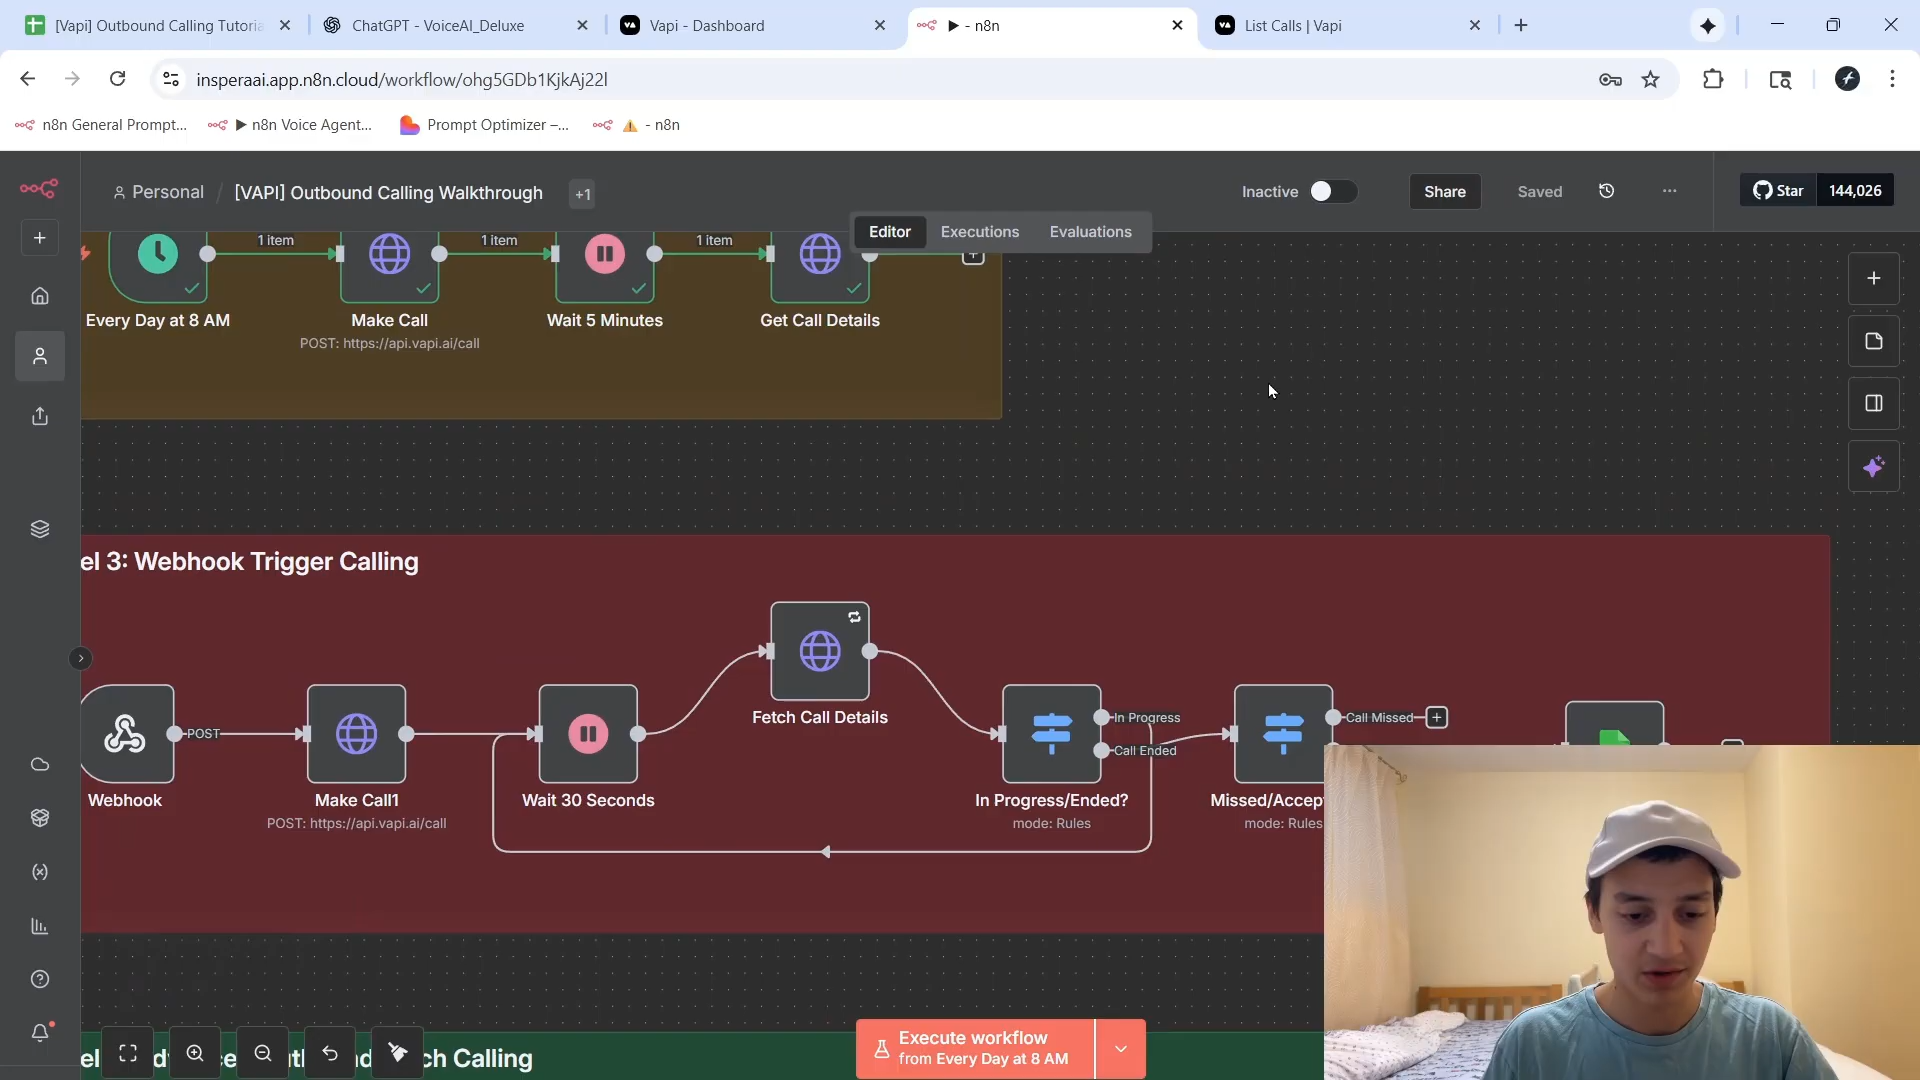 [Vapi] Outbound Calling Tutoria
ChatGPT - VoiceAI_Deluxe
Vapi - Dashboard
▶ - n8n
List Calls | Vapi
insperaai.app.n8n.cloud/workflow/ohg5GDb1KjkAj22l
n8n General Prompt...
▶ n8n Voice Agent...
Prompt Optimizer –...
- n8n
Personal / [VAPI] Outbound Calling Walkthrough
+1
Inactive
Share
Saved
Star
144,026
Editor
Executions
Evaluations
1 item
1 item
1 item
Every Day at 8 AM
Make Call
Wait 5 Minutes
Get Call Details
POST: https://api.vapi.ai/call
el 3: Webhook Trigger Calling
Fetch Call Details
POST
In Progress
Call Ended
Call Missed
Webhook
Make Call1
Wait 30 Seconds
In Progress/Ended?
Missed/Accep
POST: https://api.vapi.ai/call
mode: Rules
mode: Rules
Execute workflow
from Every Day at 8 AM
ch Calling